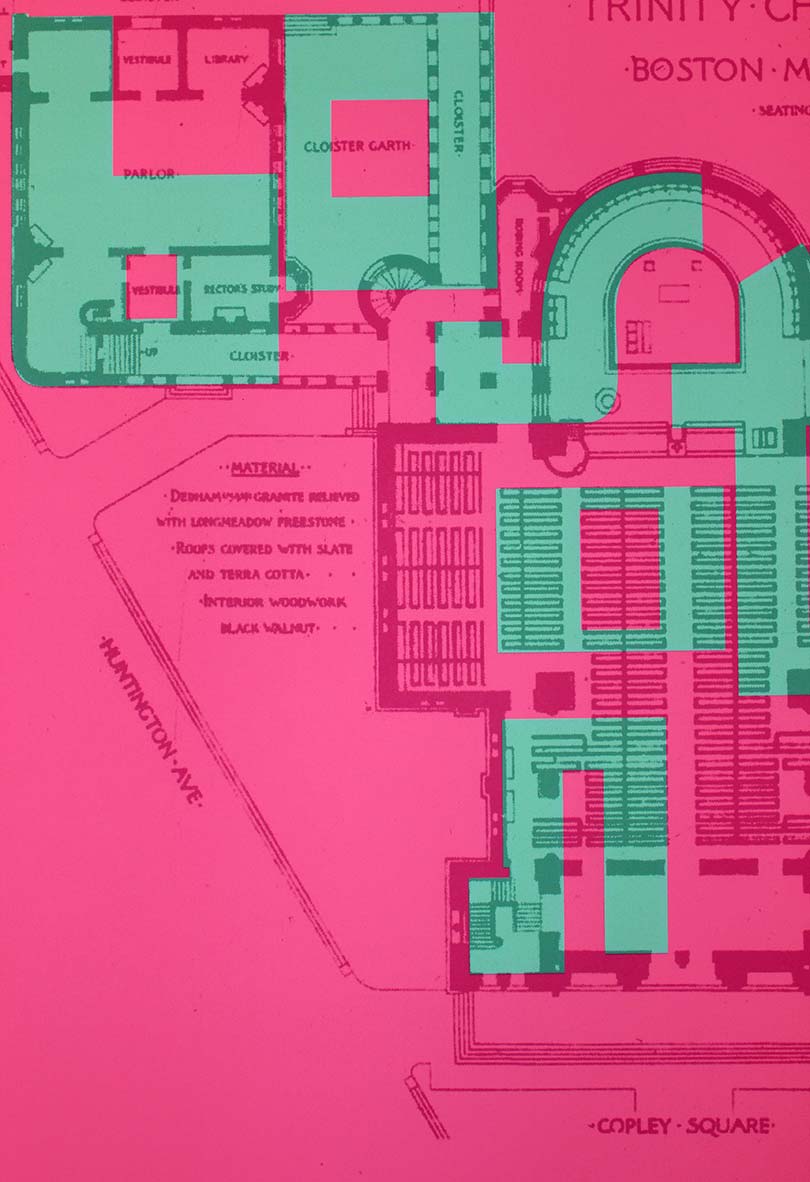 TRINITY · CH
·BOSTON · M
· SEATING
VESTIBULE
LIBRARY
CLOISTER
CLOISTER GARTH·
CLOISTER·
PARLOR·
ROBING ROOM
VESTIBULE
RECTOR'S STUDY
UP
CLOISTER·
··MATERIAL··
·DEDHAM GRANITE RELIEVED
WITH LONGMEADOW FREESTONE ·
·ROOFS COVERED WITH SLATE
AND TERRA COTTA· · ·
·INTERIOR WOODWORK
BLACK WALNUT· · ·
·HUNTINGTON·AVE·
·COPLEY · SQUARE·